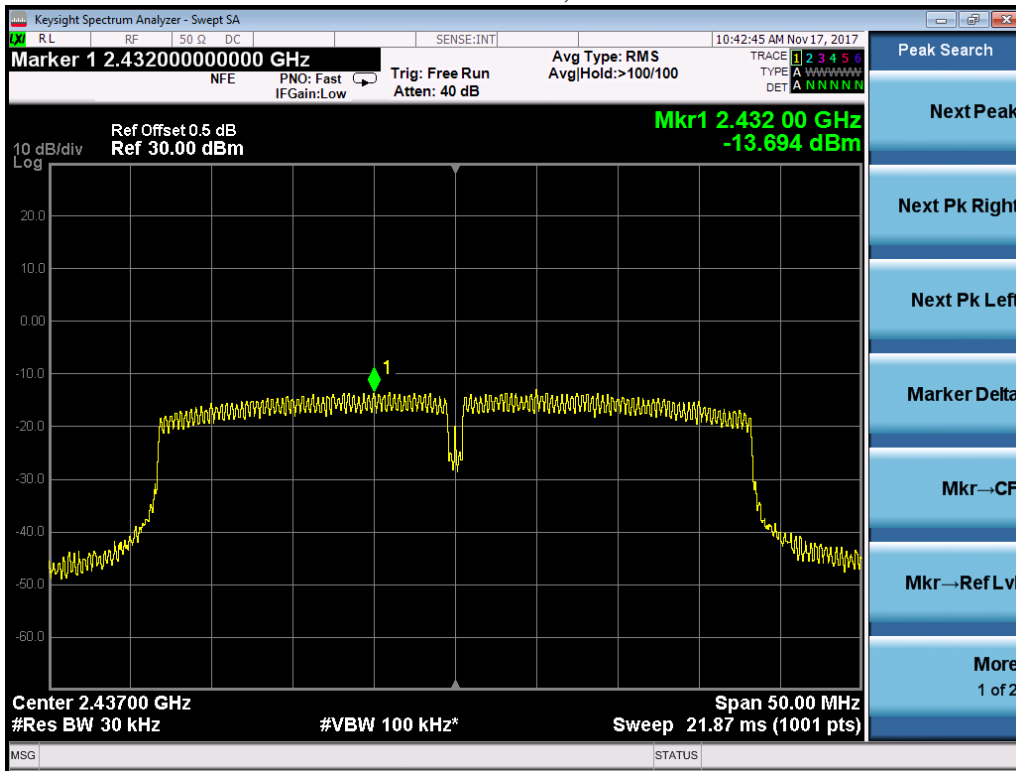 Keysight Spectrum Analyzer - Swept SA
LXI RL RF 50 Ω DC SENSE:INT 10:42:45 AM Nov 17, 2017
Marker 1 2.432000000000 GHz
NFE PNO: Fast IFGain:Low
Trig: Free Run
Atten: 40 dB
Avg Type: RMS
Avg|Hold:>100/100
TRACE 1 2 3 4 5 6
TYPE A WWWWW
DET A N N N N N
Peak Search
Mkr1 2.432 00 GHz
-13.694 dBm
Ref Offset 0.5 dB
10 dB/div Ref 30.00 dBm
Log
20.0
10.0
0.00
-10.0
-20.0
-30.0
-40.0
-50.0
-60.0
1
Center 2.43700 GHz Span 50.00 MHz
#Res BW 30 kHz #VBW 100 kHz* Sweep 21.87 ms (1001 pts)
Next Peak
Next Pk Right
Next Pk Left
Marker Delta
Mkr→CF
Mkr→Ref Lvl
More
1 of 2
MSG STATUS